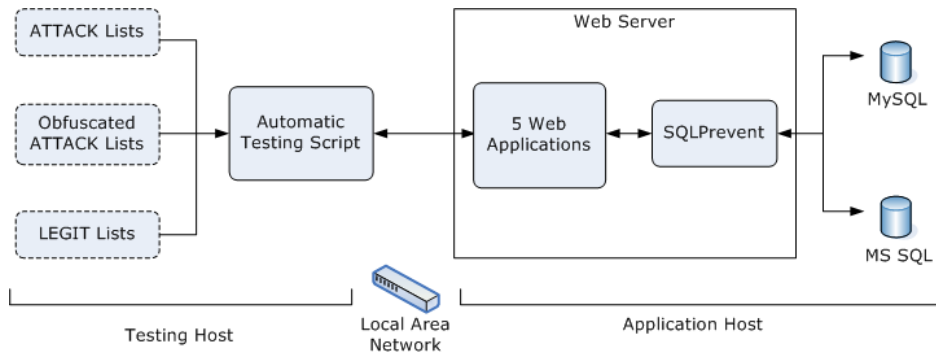 ATTACK Lists
Obfuscated
ATTACK Lists
LEGIT Lists
Automatic
Testing Script
Web Server
5 Web
Applications
SQLPrevent
MySQL
MS SQL
Testing Host
Local Area
Network
Application Host